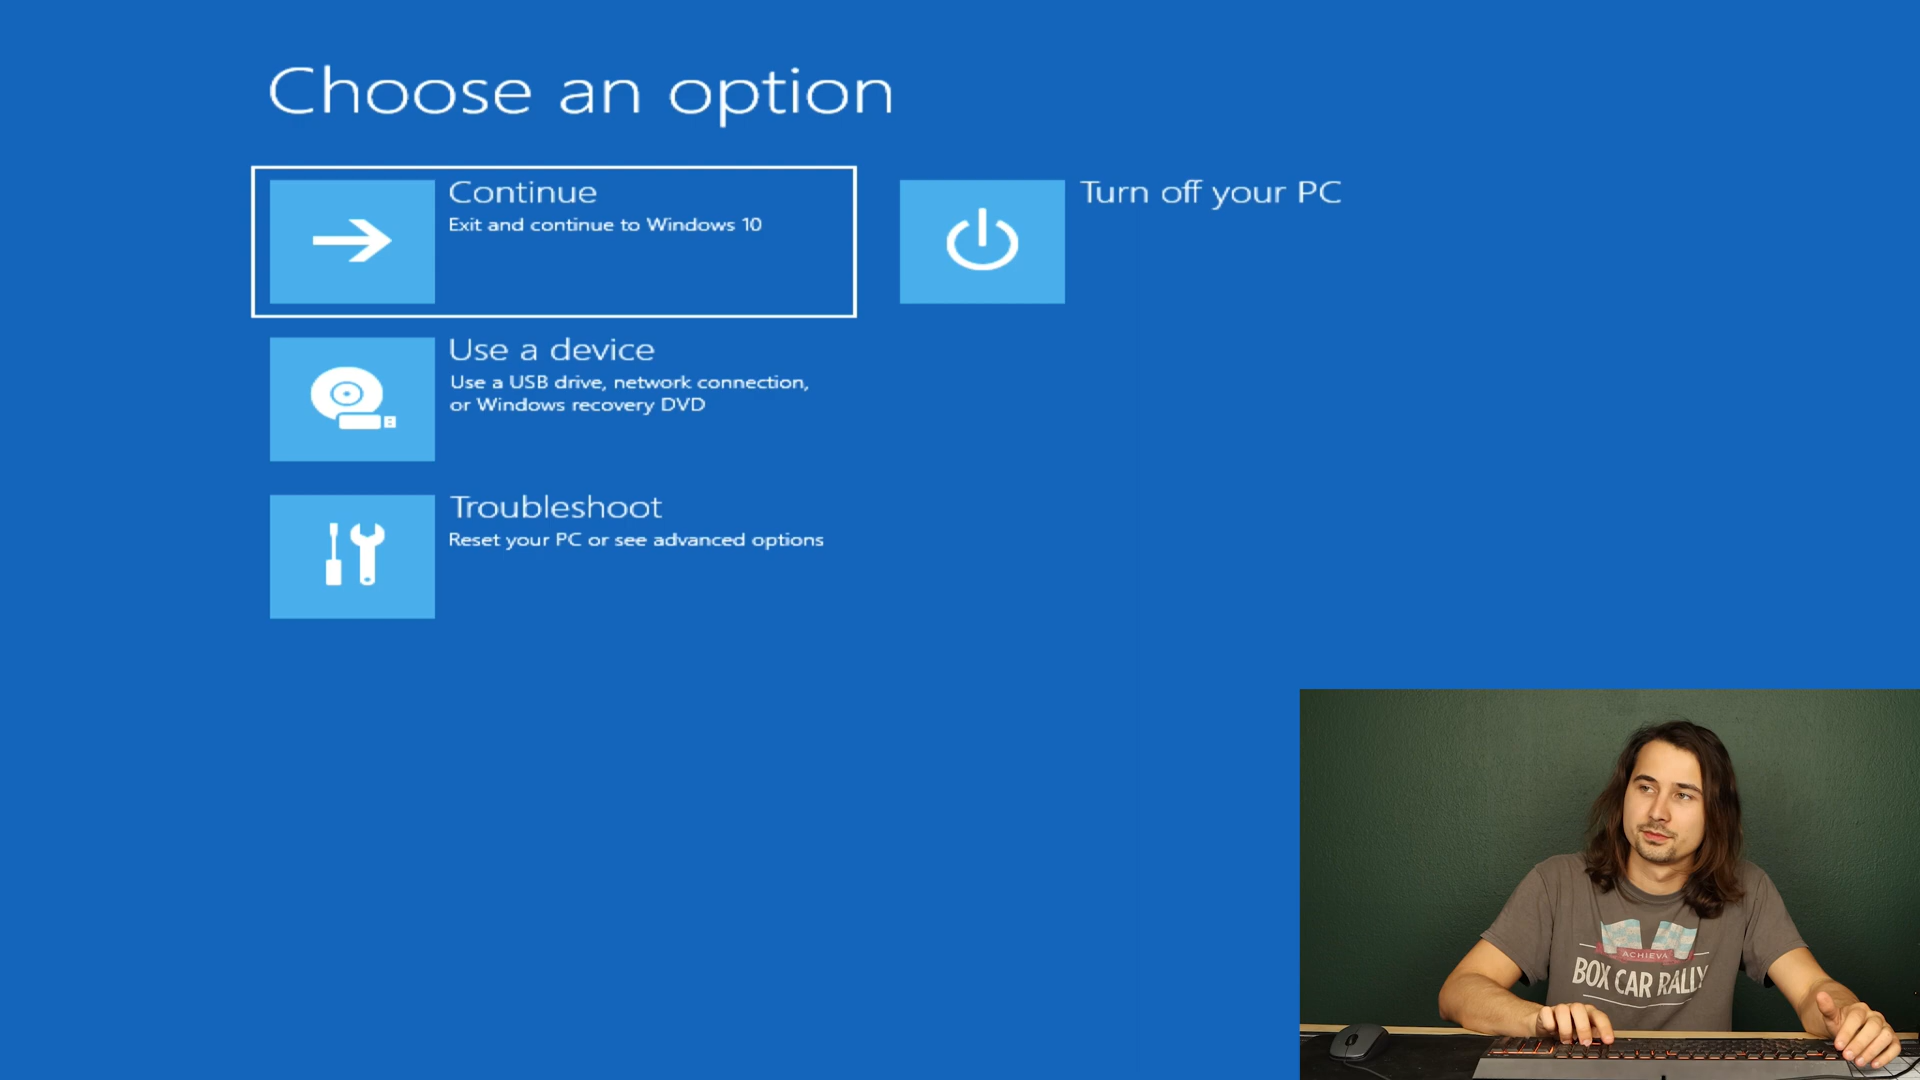 Choose an option
Continue
Exit and continue to Windows 10
Turn off your PC
Use a device
Use a USB drive, network connection,
or Windows recovery DVD
Troubleshoot
Reset your PC or see advanced options
ACHIEVA
BOX CAR RALLY